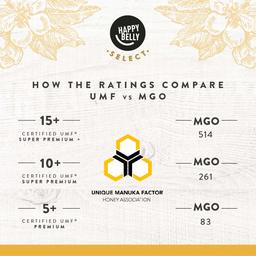 HAPPY
BELLY
• SELECT •
HOW THE RATINGS COMPARE
UMF vs MGO
15+
CERTIFIED UMF®
SUPER PREMIUM +
MGO
514
10+
CERTIFIED UMF®
SUPER PREMIUM
MGO
261
UNIQUE MANUKA FACTOR
HONEY ASSOCIATION
5+
CERTIFIED UMF®
PREMIUM
MGO
83